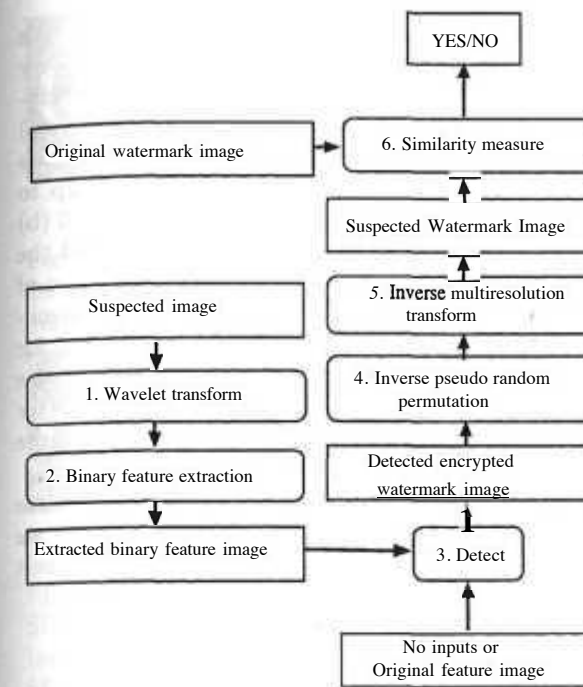 YES/NO
Original watermark image
6. Similarity measure
Suspected Watermark Image
5. Inverse multiresolution
transform
Suspected image
1. Wavelet transform
4. Inverse pseudo random
permutation
2. Binary feature extraction
Detected encrypted
watermark image
1
Extracted binary feature image
3. Detect
No inputs or
Original feature image